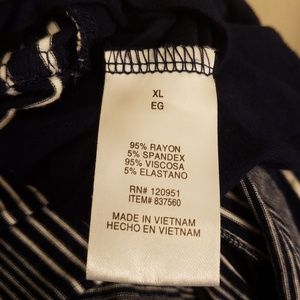 XL
EG
95% RAYON
5% SPANDEX
95% VISCOSA
5% ELASTANO
RN# 120951
ITEM# 837560
MADE IN VIETNAM
HECHO EN VIETNAM